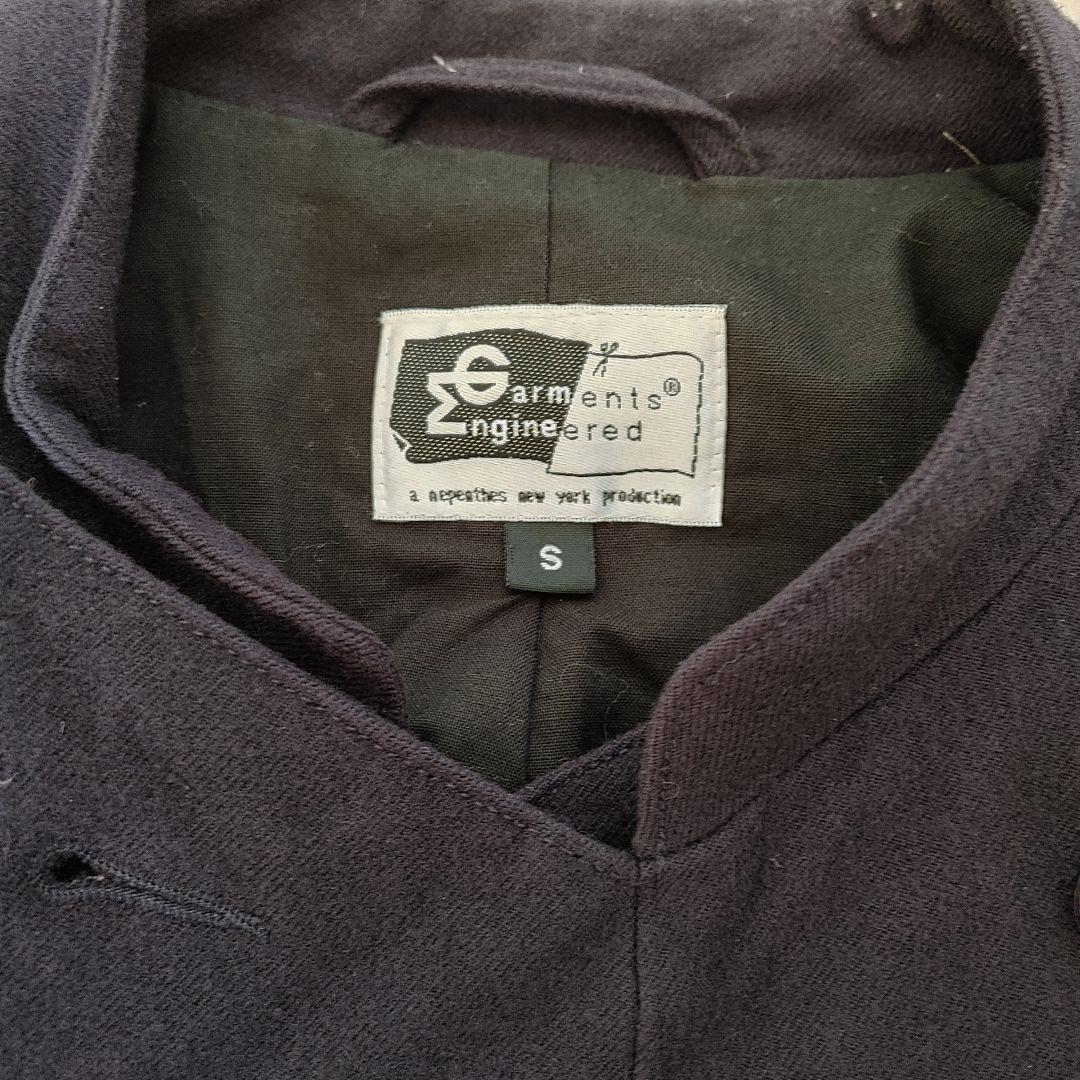 Garments®
Engineered
a nepenthes new york production
S